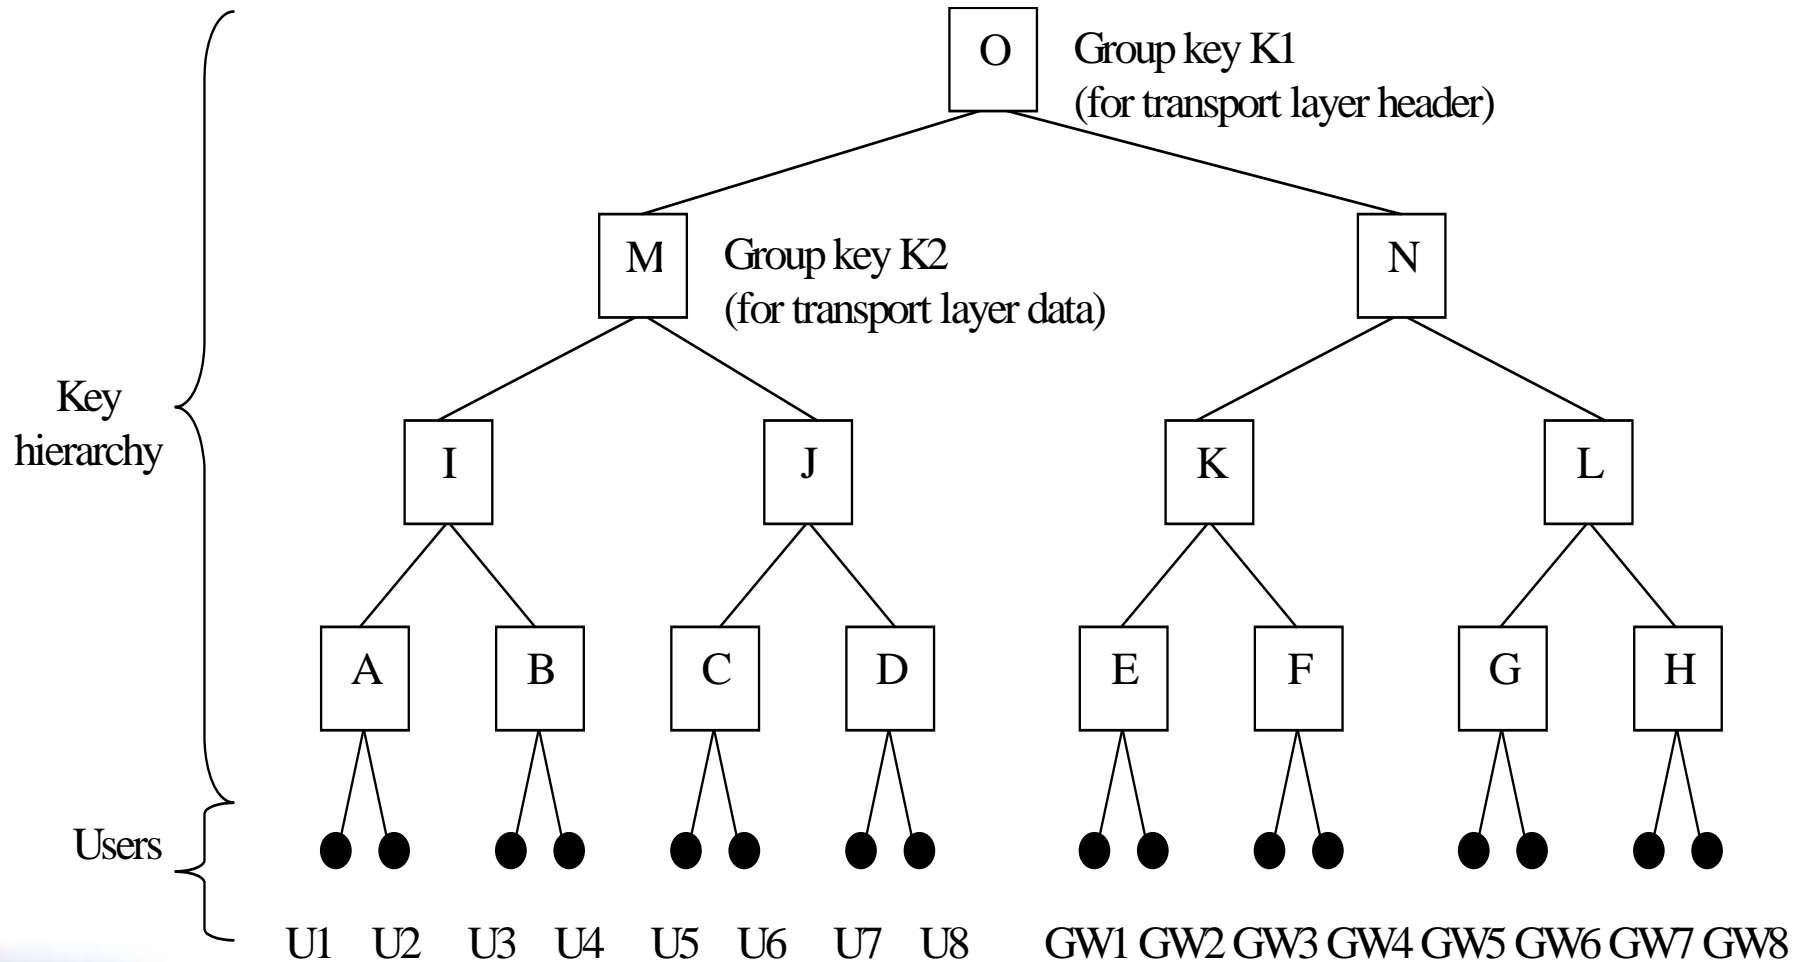 O
Group key K1
(for transport layer header)
M
Group key K2
(for transport layer data)
N
Key
hierarchy
I
J
K
L
A
B
C
D
E
F
G
H
Users
U1 U2 U3 U4 U5 U6 U7 U8 GW1 GW2 GW3 GW4 GW5 GW6 GW7 GW8